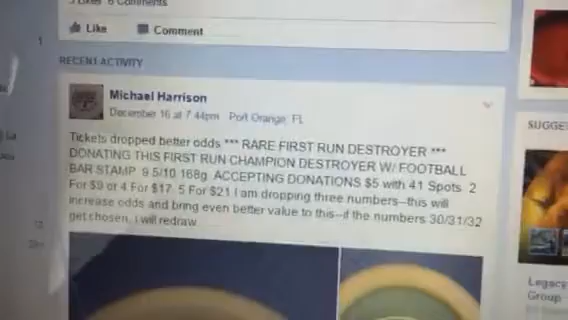 6 Comments
Like
Comment
1
RECENT ACTIVITY
Michael Harrison
December 16 at 7:44pm Port Orange, FL
Tickets dropped better odds *** RARE FIRST RUN DESTROYER ***
DONATING THIS FIRST RUN CHAMPION DESTROYER W/ FOOTBALL
BAR STAMP 9.5/10 168g ACCEPTING DONATIONS $5 with 41 Spots 2
For $9 or 4 For $17 5 For $21 I am dropping three numbers--this will
increase odds and bring even better value to this--if the numbers 30/31/32
get chosen, i will redraw
SUGGE
Legacy
Group